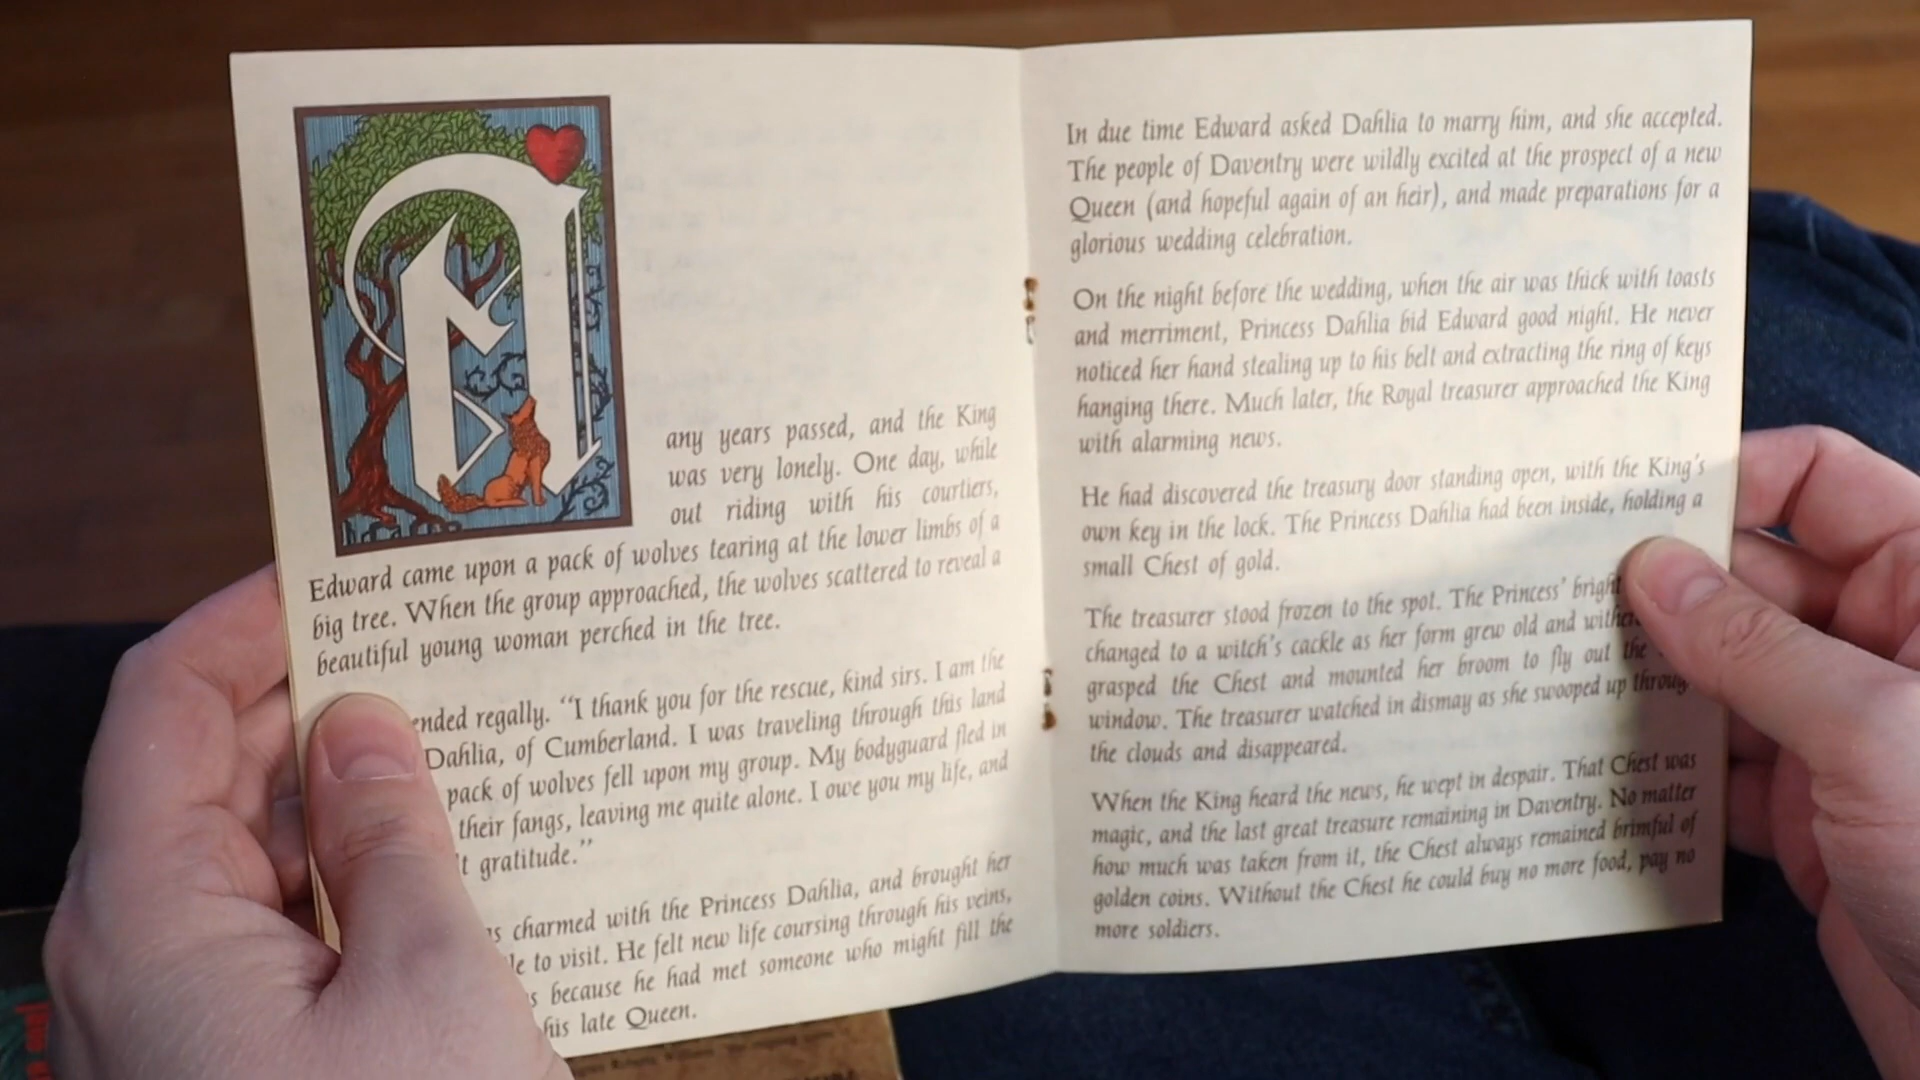 M
any years passed, and the King
was very lonely. One day, while
out riding with his courtiers,
Edward came upon a pack of wolves tearing at the lower limbs of a
big tree. When the group approached, the wolves scattered to reveal a
beautiful young woman perched in the tree.
ended regally. “I thank you for the rescue, kind sirs. I am the
Dahlia, of Cumberland. I was traveling through this land
pack of wolves fell upon my group. My bodyguard fled in
their fangs, leaving me quite alone. I owe you my life, and
gratitude.”
charmed with the Princess Dahlia, and brought her
to visit. He felt new life coursing through his veins,
because he had met someone who might fill the
his late Queen.
In due time Edward asked Dahlia to marry him, and she accepted.
The people of Daventry were wildly excited at the prospect of a new
Queen (and hopeful again of an heir), and made preparations for a
glorious wedding celebration.
On the night before the wedding, when the air was thick with toasts
and merriment, Princess Dahlia bid Edward good night. He never
noticed her hand stealing up to his belt and extracting the ring of keys
hanging there. Much later, the Royal treasurer approached the King
with alarming news.
He had discovered the treasury door standing open, with the King's
own key in the lock. The Princess Dahlia had been inside, holding a
small Chest of gold.
The treasurer stood frozen to the spot. The Princess' bright
changed to a witch's cackle as her form grew old and
grasped the Chest and mounted her broom to fly out the
window. The treasurer watched in dismay as she swooped up through
the clouds and disappeared.
When the King heard the news, he wept in despair. That Chest was
magic, and the last great treasure remaining in Daventry. No matter
how much was taken from it, the Chest always remained brimful of
golden coins. Without the Chest he could buy no more food, pay no
more soldiers.